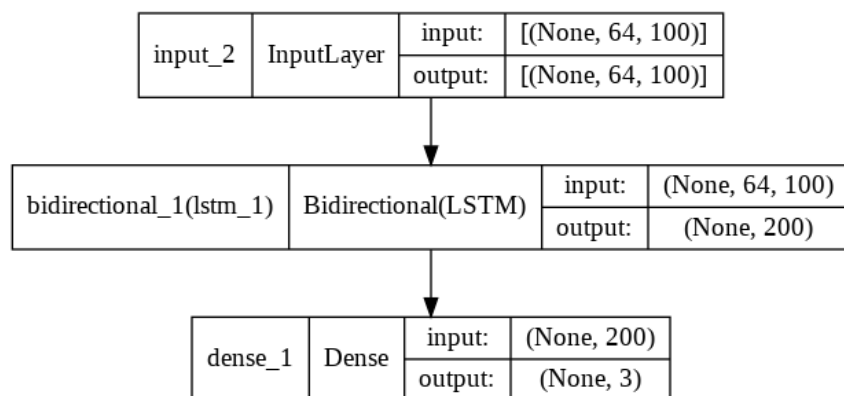 input_2 InputLayer input: [(None, 64, 100)]
output: [(None, 64, 100)]
bidirectional_1(lstm_1) Bidirectional(LSTM) input: (None, 64, 100)
output: (None, 200)
dense_1 Dense input: (None, 200)
output: (None, 3)